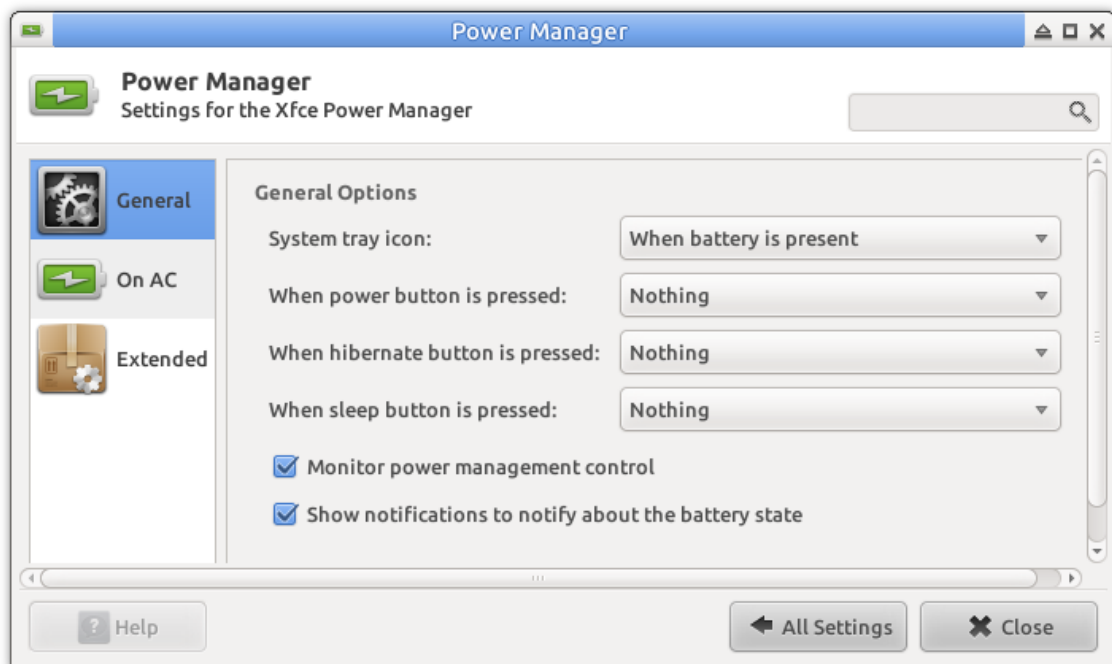 Power Manager
Power Manager
Settings for the Xfce Power Manager
General
On AC
Extended
General Options
System tray icon: When battery is present
When power button is pressed: Nothing
When hibernate button is pressed: Nothing
When sleep button is pressed: Nothing
Monitor power management control
Show notifications to notify about the battery state
Help
All Settings
Close